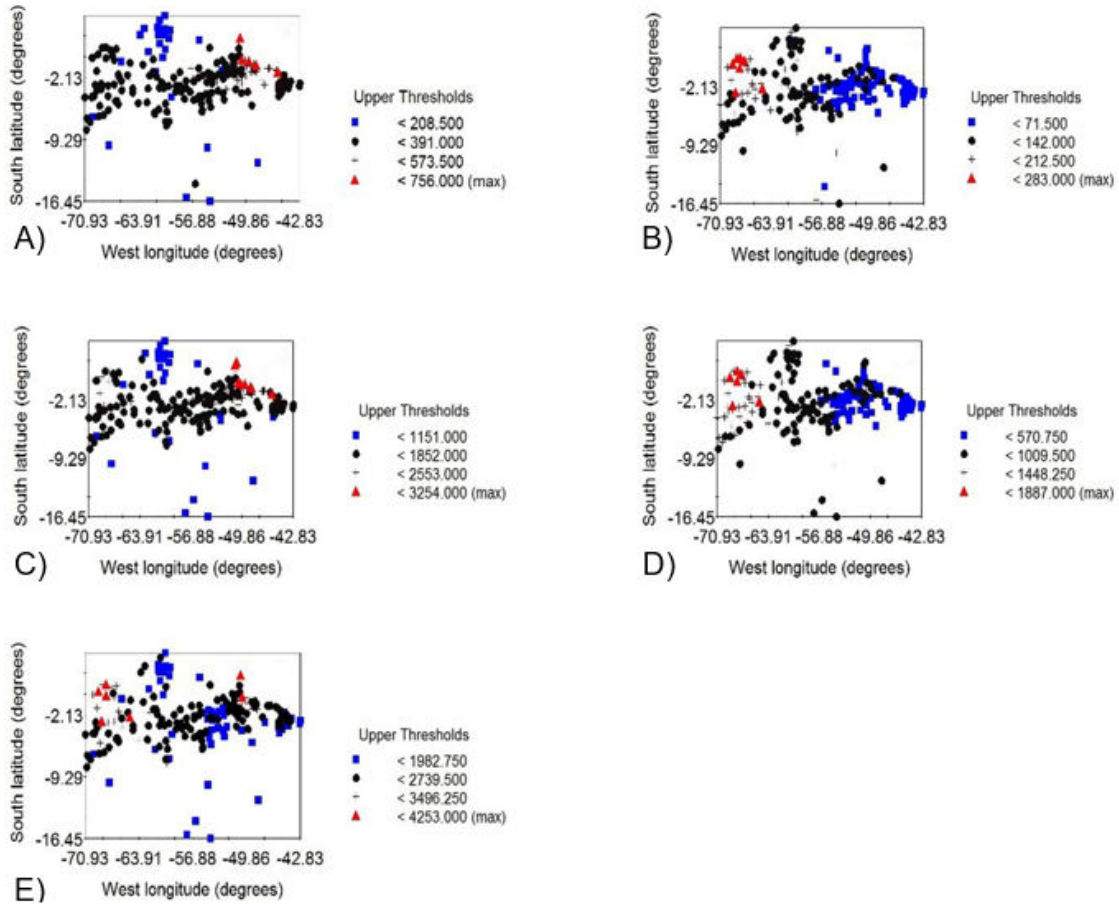 South latitude (degrees)
-2.13
-9.29
-16.45
-70.93 -63.91 -56.88 -49.86 -42.83
West longitude (degrees)
A)
Upper Thresholds
< 208.500
< 391.000
< 573.500
< 756.000 (max)
South latitude (degrees)
-2.13
-9.29
-16.45
-70.93 -63.91 -56.88 -49.86 -42.83
West longitude (degrees)
B)
Upper Thresholds
< 71.500
< 142.000
< 212.500
< 283.000 (max)
South latitude (degrees)
-2.13
-9.29
-16.45
-70.93 -63.91 -56.88 -49.86 -42.83
West longitude (degrees)
C)
Upper Thresholds
< 1151.000
< 1852.000
< 2553.000
< 3254.000 (max)
South latitude (degrees)
-2.13
-9.29
-16.45
-70.93 -63.91 -56.88 -49.86 -42.83
West longitude (degrees)
D)
Upper Thresholds
< 570.750
< 1009.500
< 1448.250
< 1887.000 (max)
South latitude (degrees)
-2.13
-9.29
-16.45
-70.93 -63.91 -56.88 -49.86 -42.83
West longitude (degrees)
E)
Upper Thresholds
< 1982.750
< 2739.500
< 3496.250
< 4253.000 (max)